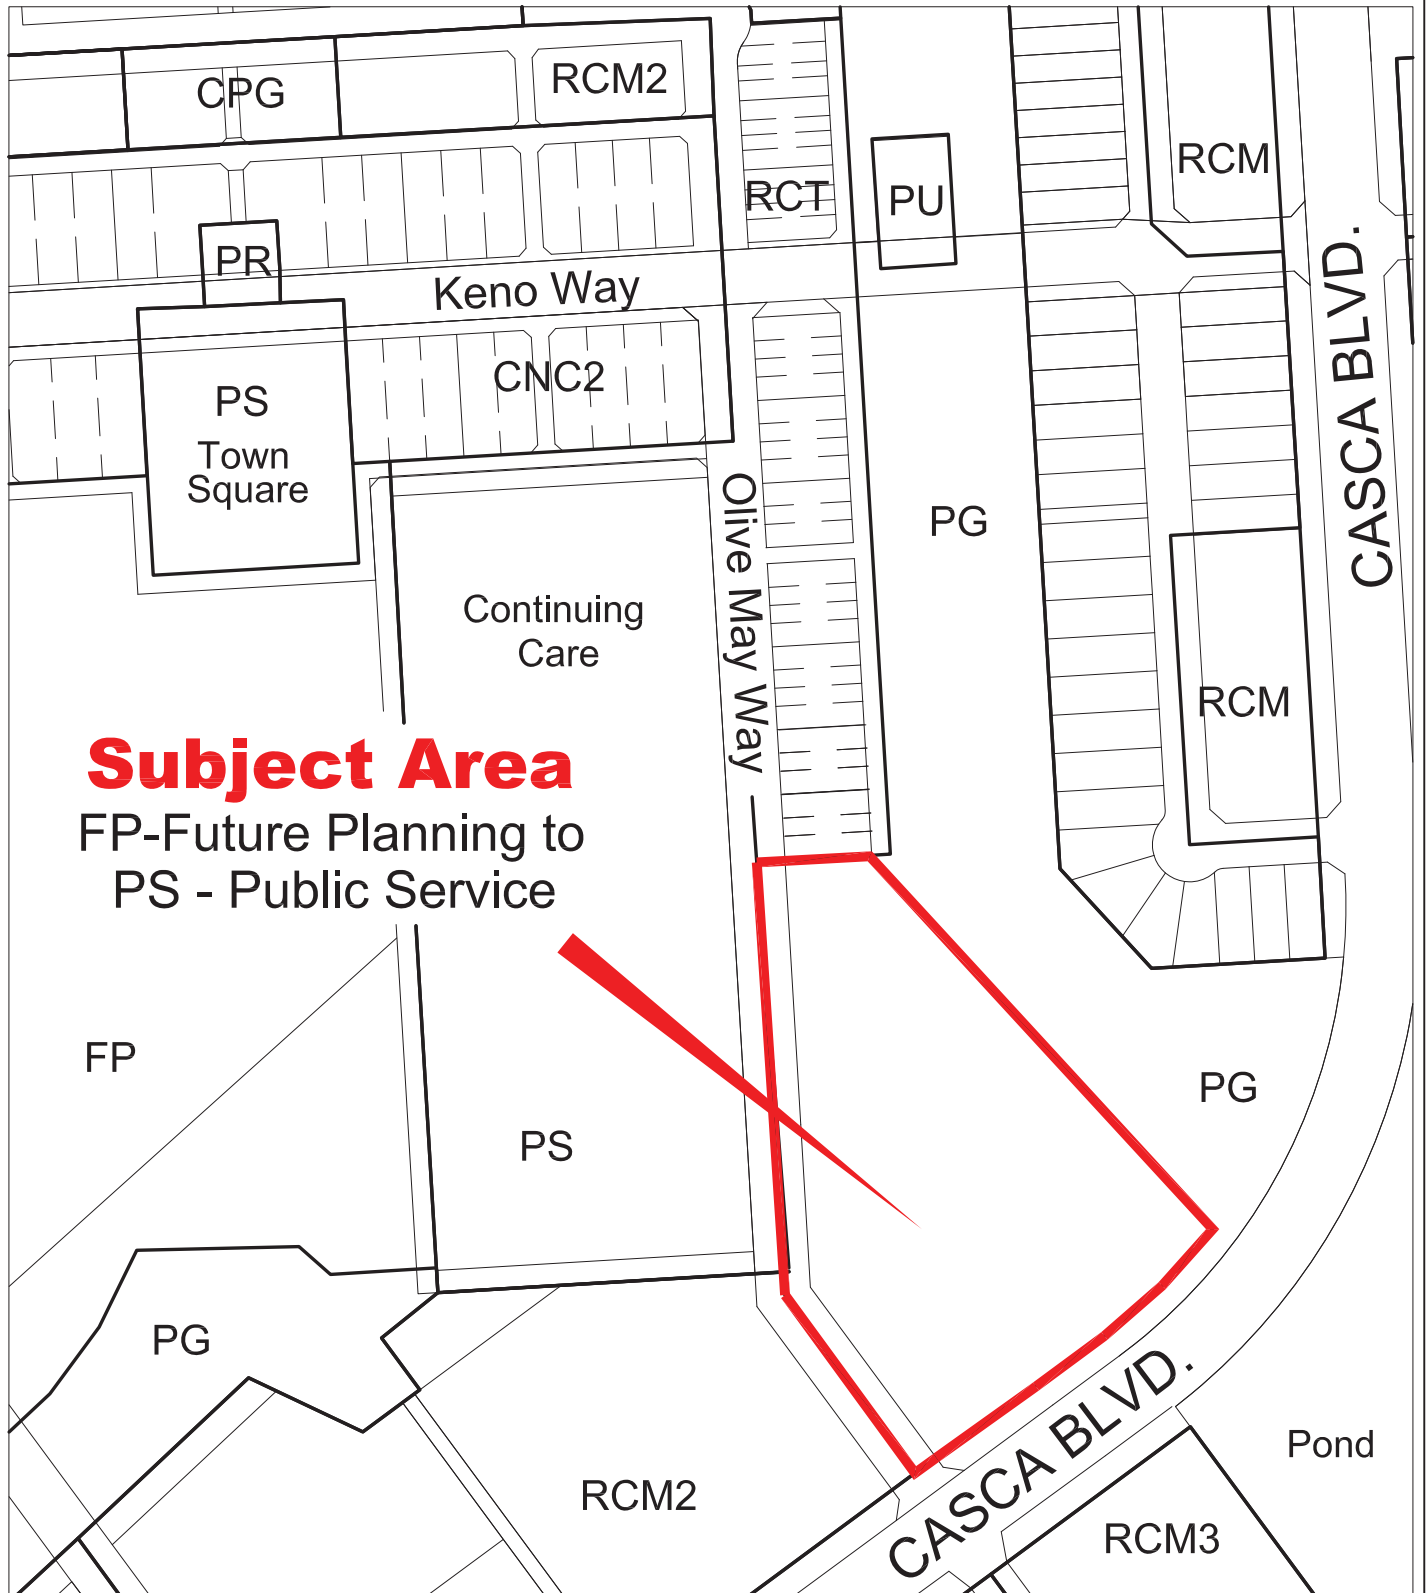 CPG
RCM2
RCM
RCT
PU
PR
Keno Way
CASCA BLVD.
CNC2
PS
Town
Square
Olive May Way
PG
Continuing
Care
RCM
Subject Area
FP-Future Planning to
PS - Public Service
FP
PG
PS
PG
CASCA BLVD.
Pond
RCM2
RCM3